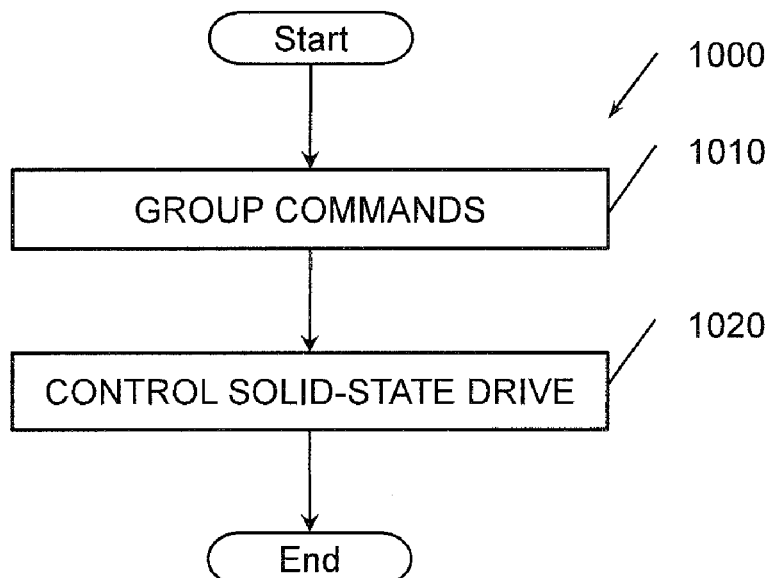 Start
1000
1010
GROUP COMMANDS
1020
CONTROL SOLID-STATE DRIVE
End